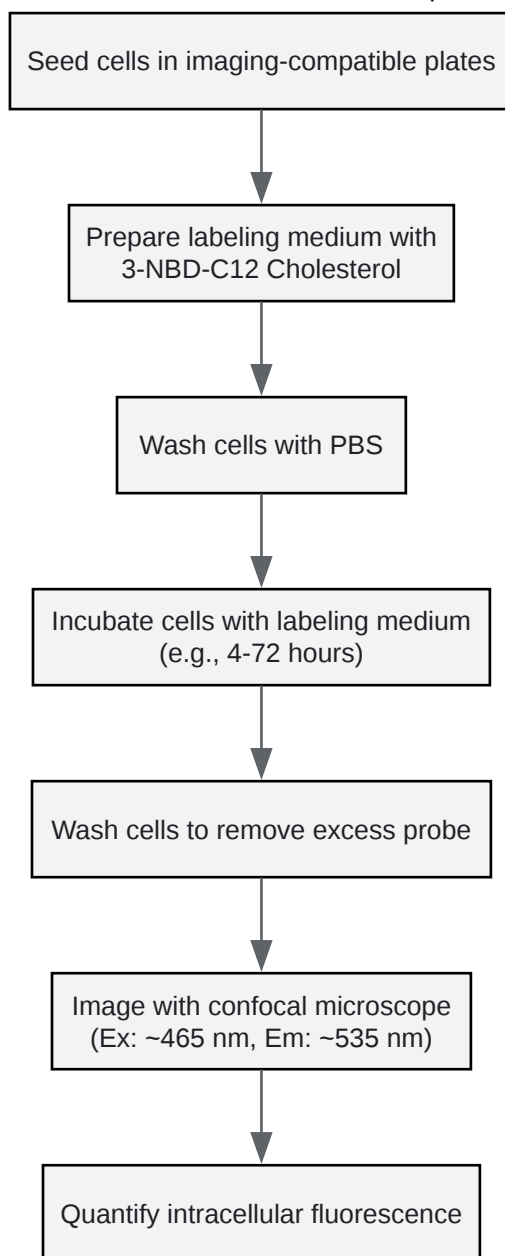 Seed cells in imaging-compatible plates
Prepare labeling medium with
3-NBD-C12 Cholesterol
Wash cells with PBS
Incubate cells with labeling medium
(e.g., 4-72 hours)
Wash cells to remove excess probe
Image with confocal microscope
(Ex: ~465 nm, Em: ~535 nm)
Quantify intracellular fluorescence